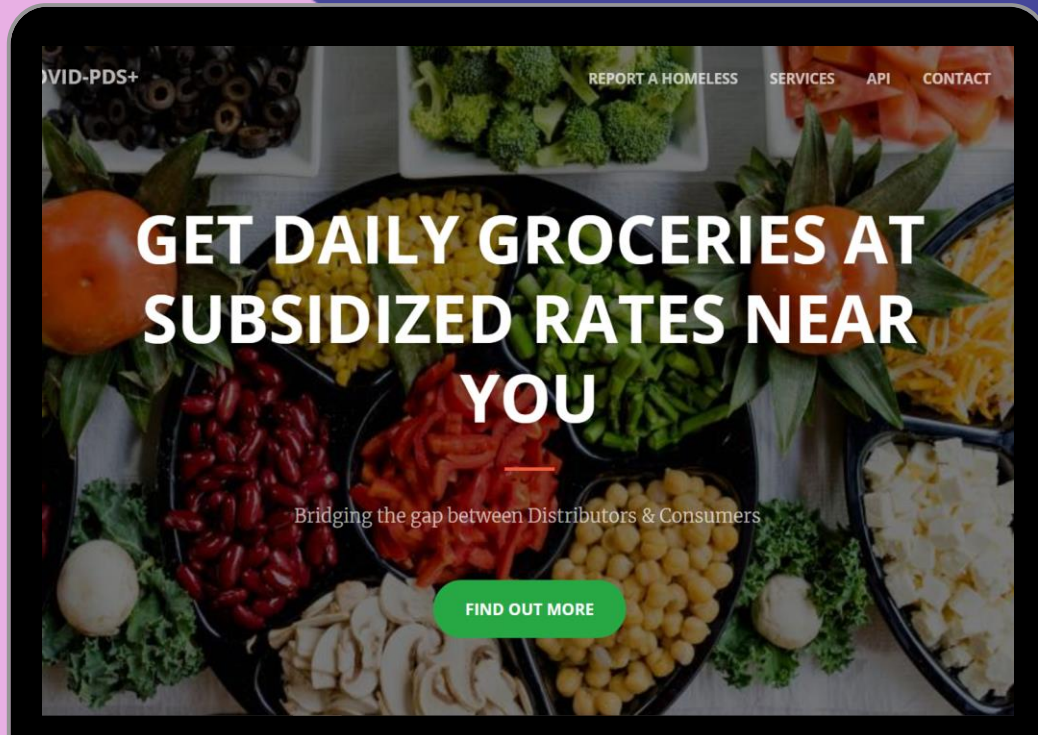 OVID-PDS+
REPORT A HOMELESS SERVICES API CONTACT
GET DAILY GROCERIES AT
SUBSIDIZED RATES NEAR
YOU
Bridging the gap between Distributors & Consumers
FIND OUT MORE